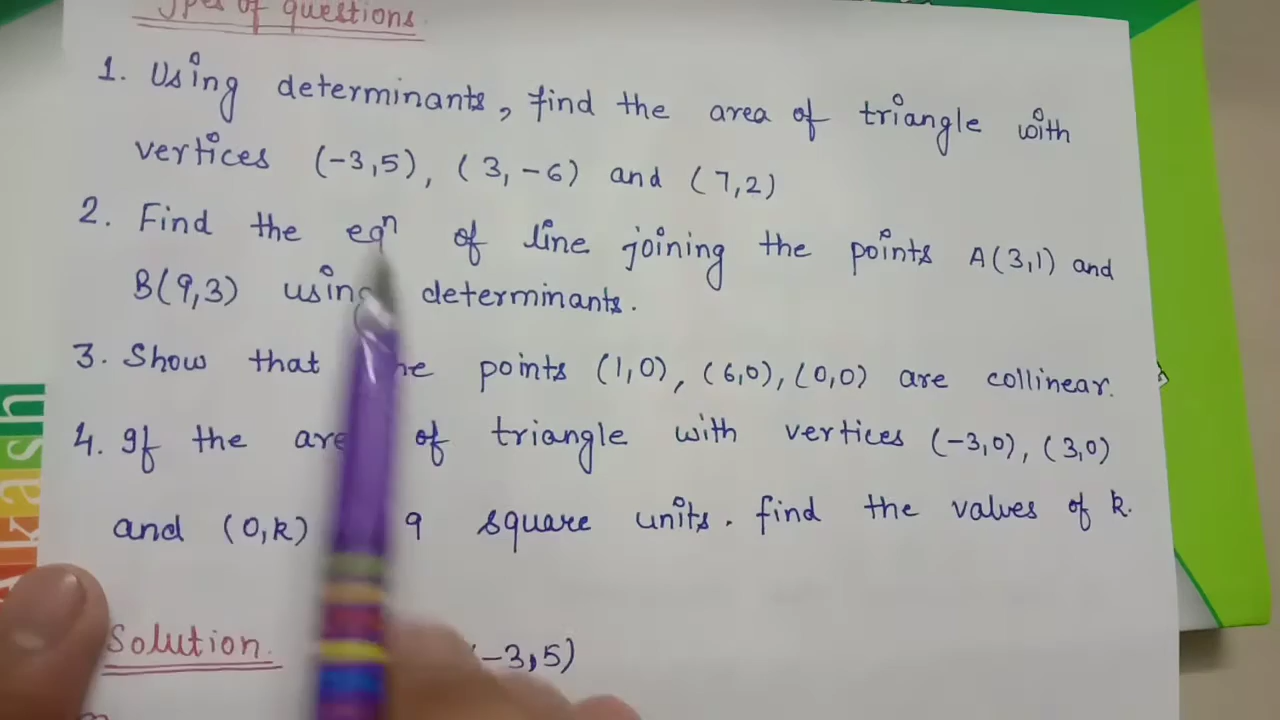 Types of questions.
1. Using determinants, find the area of triangle with
vertices (-3,5), (3,-6) and (7,2)
2. Find the eqn of line joining the points A(3,1) and
B(9,3) using determinants.
3. Show that points (1,0), (6,0), (0,0) are collinear.
4. If the of triangle with vertices (-3,0), (3,0)
and (0,k) 9 square units. find the values of k.
Solution.
(-3,5)
Akash